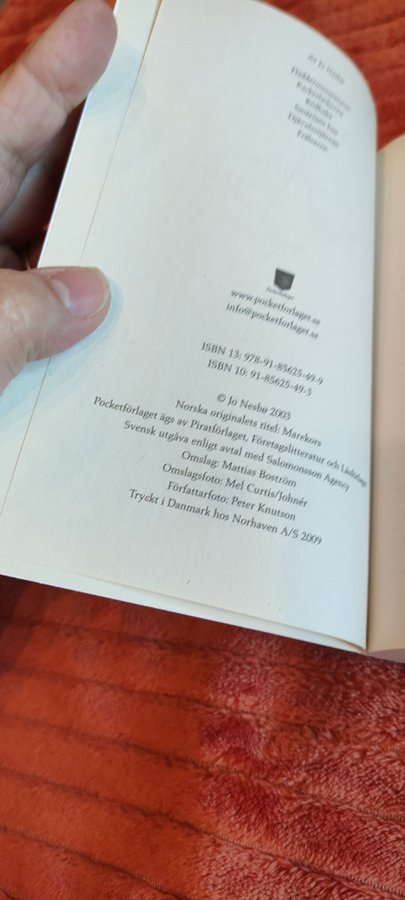 Av Jo Nesbø
Fladdermusmannen
Kackerlackorna
Rödhake
Smärtans hus
Djävulsstjärnan
Frälsaren
www.pocketforlaget.se
info@pocketforlaget.se
ISBN 13: 978-91-85625-49-9
ISBN 10: 91-85625-49-3
© Jo Nesbø 2003
Norska originalets titel: Marekors
Pocketförlaget ägs av Piratförlaget, Företagslitteratur och Läsförlaget
Svensk utgåva enligt avtal med Salomonsson Agency
Omslag: Mattias Boström
Omslagsfoto: Mel Curtis/Johnér
Författarfoto: Peter Knutson
Tryckt i Danmark hos Norhaven A/S 2009